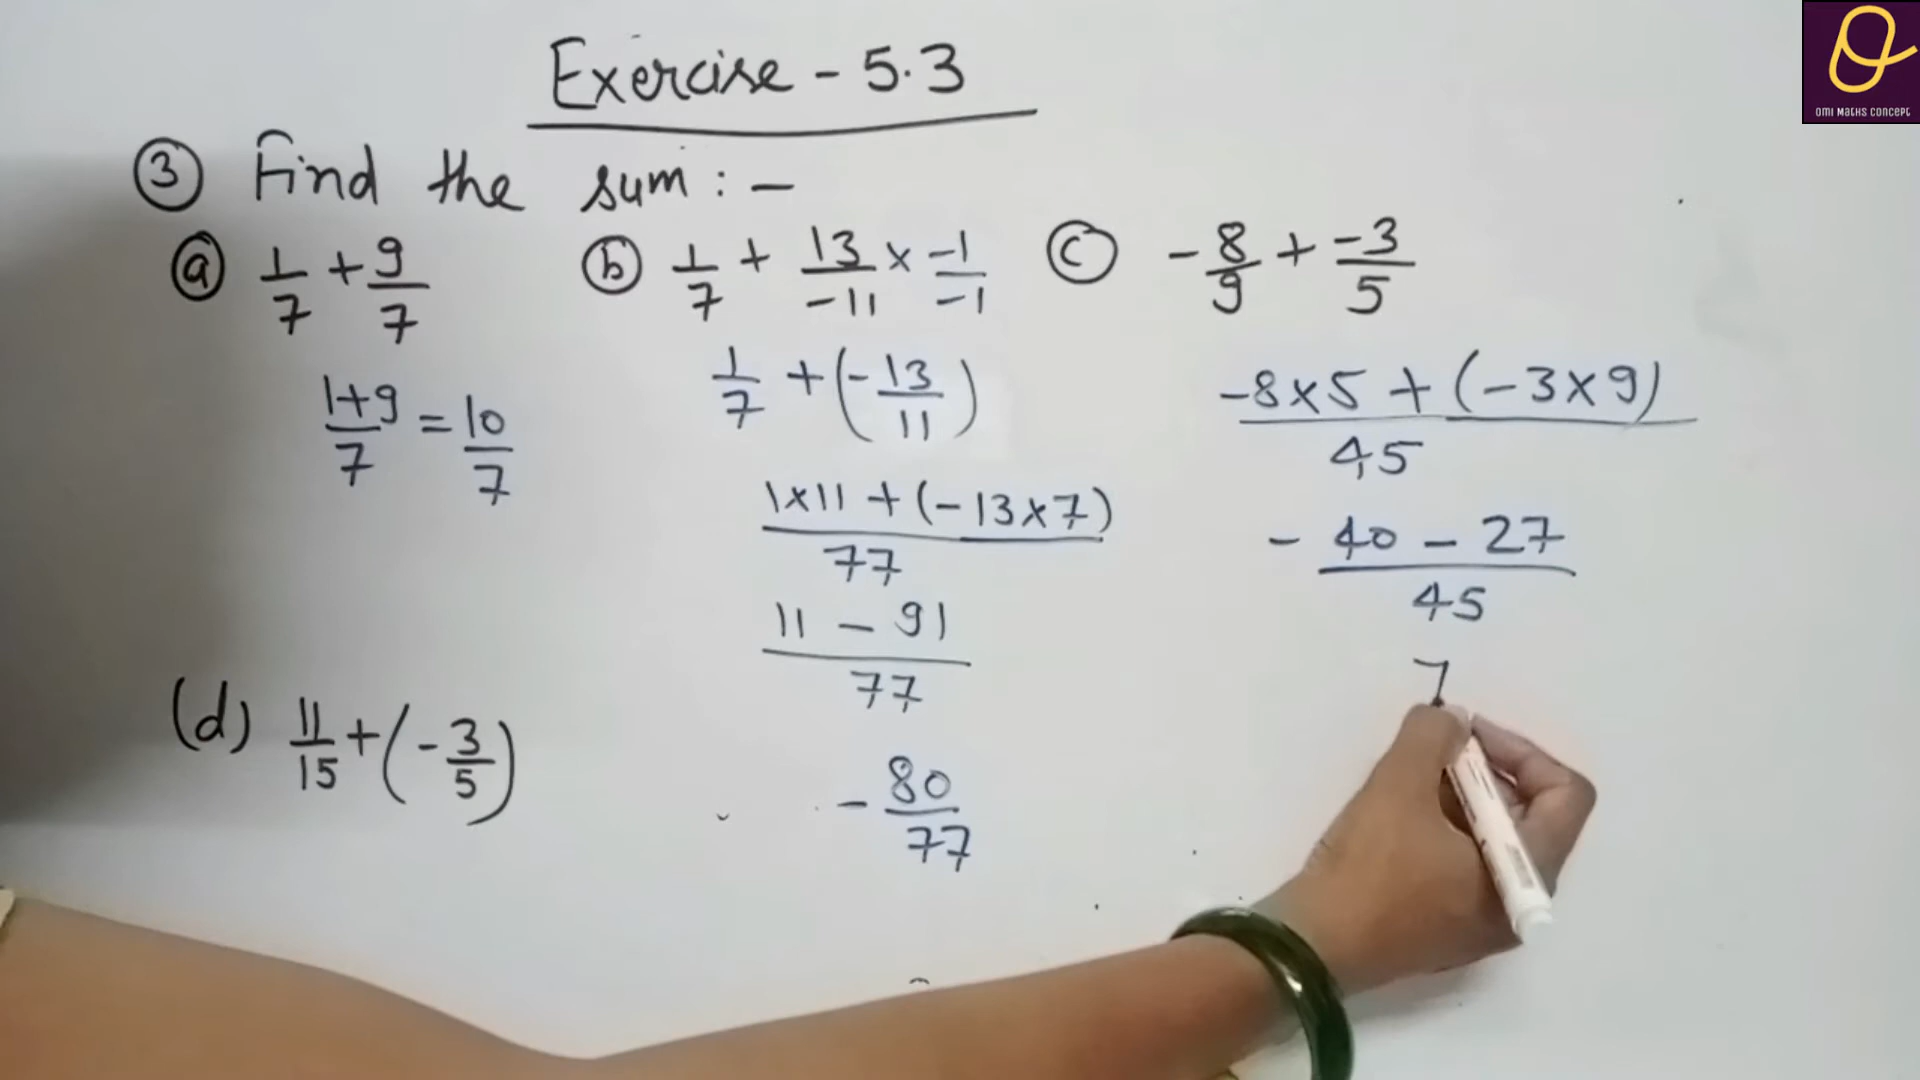 Exercise - 5.3
③ Find the sum : -
ⓐ 1/7 + 9/7
1+9/7 = 10/7
ⓑ 1/7 + 13/-11 × -1/-1
1/7 + (-13/11)
1×11 + (-13×7)/77
11 - 91/77
- 80/77
ⓒ -8/9 + -3/5
-8×5 + (-3×9)/45
- 40 - 27/45
7
(d) 11/15 + (-3/5)
OMI MATHS CONCEPT